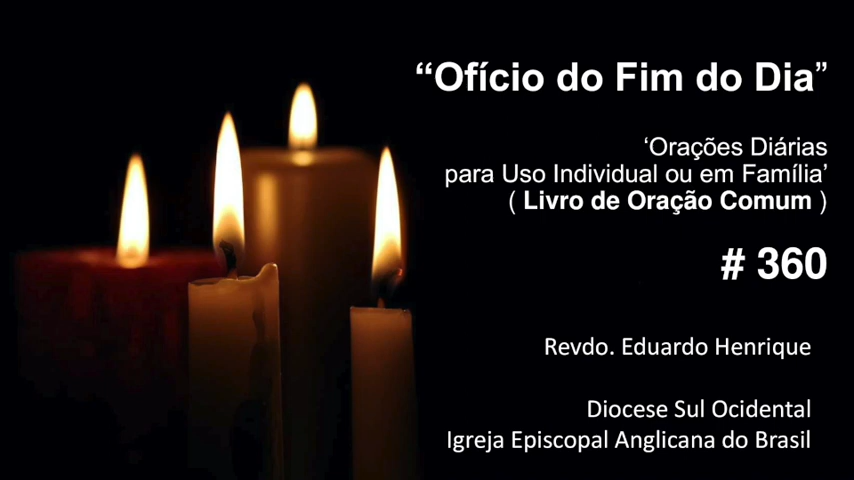 “Ofício do Fim do Dia”
‘Orações Diárias
para Uso Individual ou em Família’
( Livro de Oração Comum )
# 360
Revdo. Eduardo Henrique
Diocese Sul Ocidental
Igreja Episcopal Anglicana do Brasil